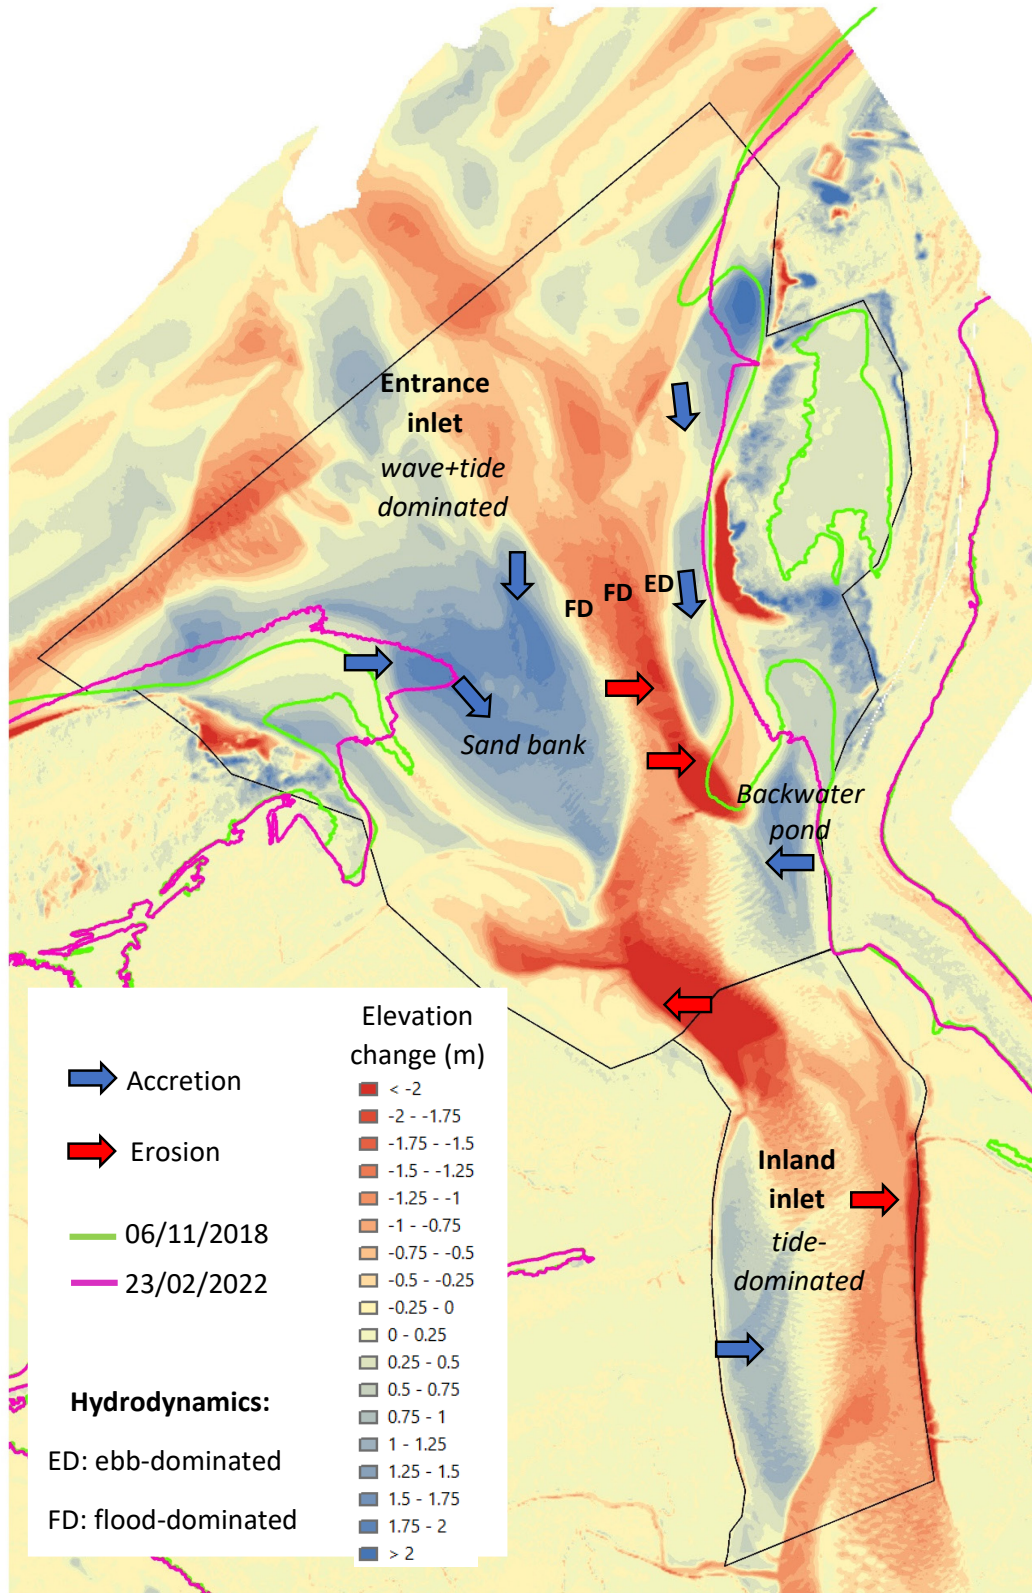 Entrance
inlet
wave+tide
dominated
FD FD ED
Sand bank
Backwater
pond
Inland
inlet
tide-
dominated
Accretion
Erosion
06/11/2018
23/02/2022
Hydrodynamics:
ED: ebb-dominated
FD: flood-dominated
Elevation
change (m)
< -2
-2 - -1.75
-1.75 - -1.5
-1.5 - -1.25
-1.25 - -1
-1 - -0.75
-0.75 - -0.5
-0.5 - -0.25
-0.25 - 0
0 - 0.25
0.25 - 0.5
0.5 - 0.75
0.75 - 1
1 - 1.25
1.25 - 1.5
1.5 - 1.75
1.75 - 2
> 2